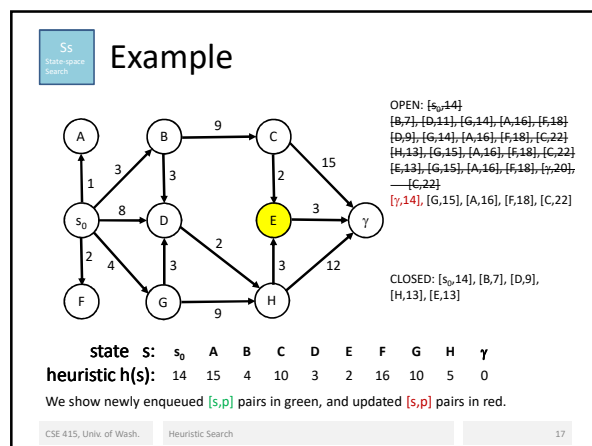 Ss
State-space
Search
Example
OPEN: [s₀,14]
[B,7], [D,11], [G,14], [A,16], [F,18]
[D,9], [G,14], [A,16], [F,18], [C,22]
[H,13], [G,15], [A,16], [F,18], [C,22]
[E,13], [G,15], [A,16], [F,18], [γ,20],
[C,22]
[γ,14], [G,15], [A,16], [F,18], [C,22]
CLOSED: [s₀,14], [B,7], [D,9],
[H,13], [E,13]
9
A B C
15
3 3 2
1
s₀ 8 D E 3 γ
2 4 2
3 3 12
F G 9 H
state s: s₀ A B C D E F G H γ
heuristic h(s): 14 15 4 10 3 2 16 10 5 0
We show newly enqueued [s,p] pairs in green, and updated [s,p] pairs in red.
CSE 415, Univ. of Wash. Heuristic Search 17